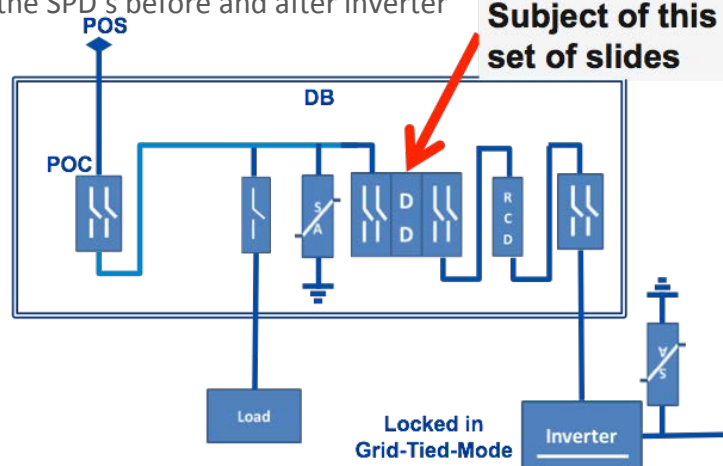 the SPD's before and after inverter
Subject of this
set of slides
POS
DB
POC
S
A
D
D
R
C
D
S
A
Load
Locked in
Grid-Tied-Mode
Inverter